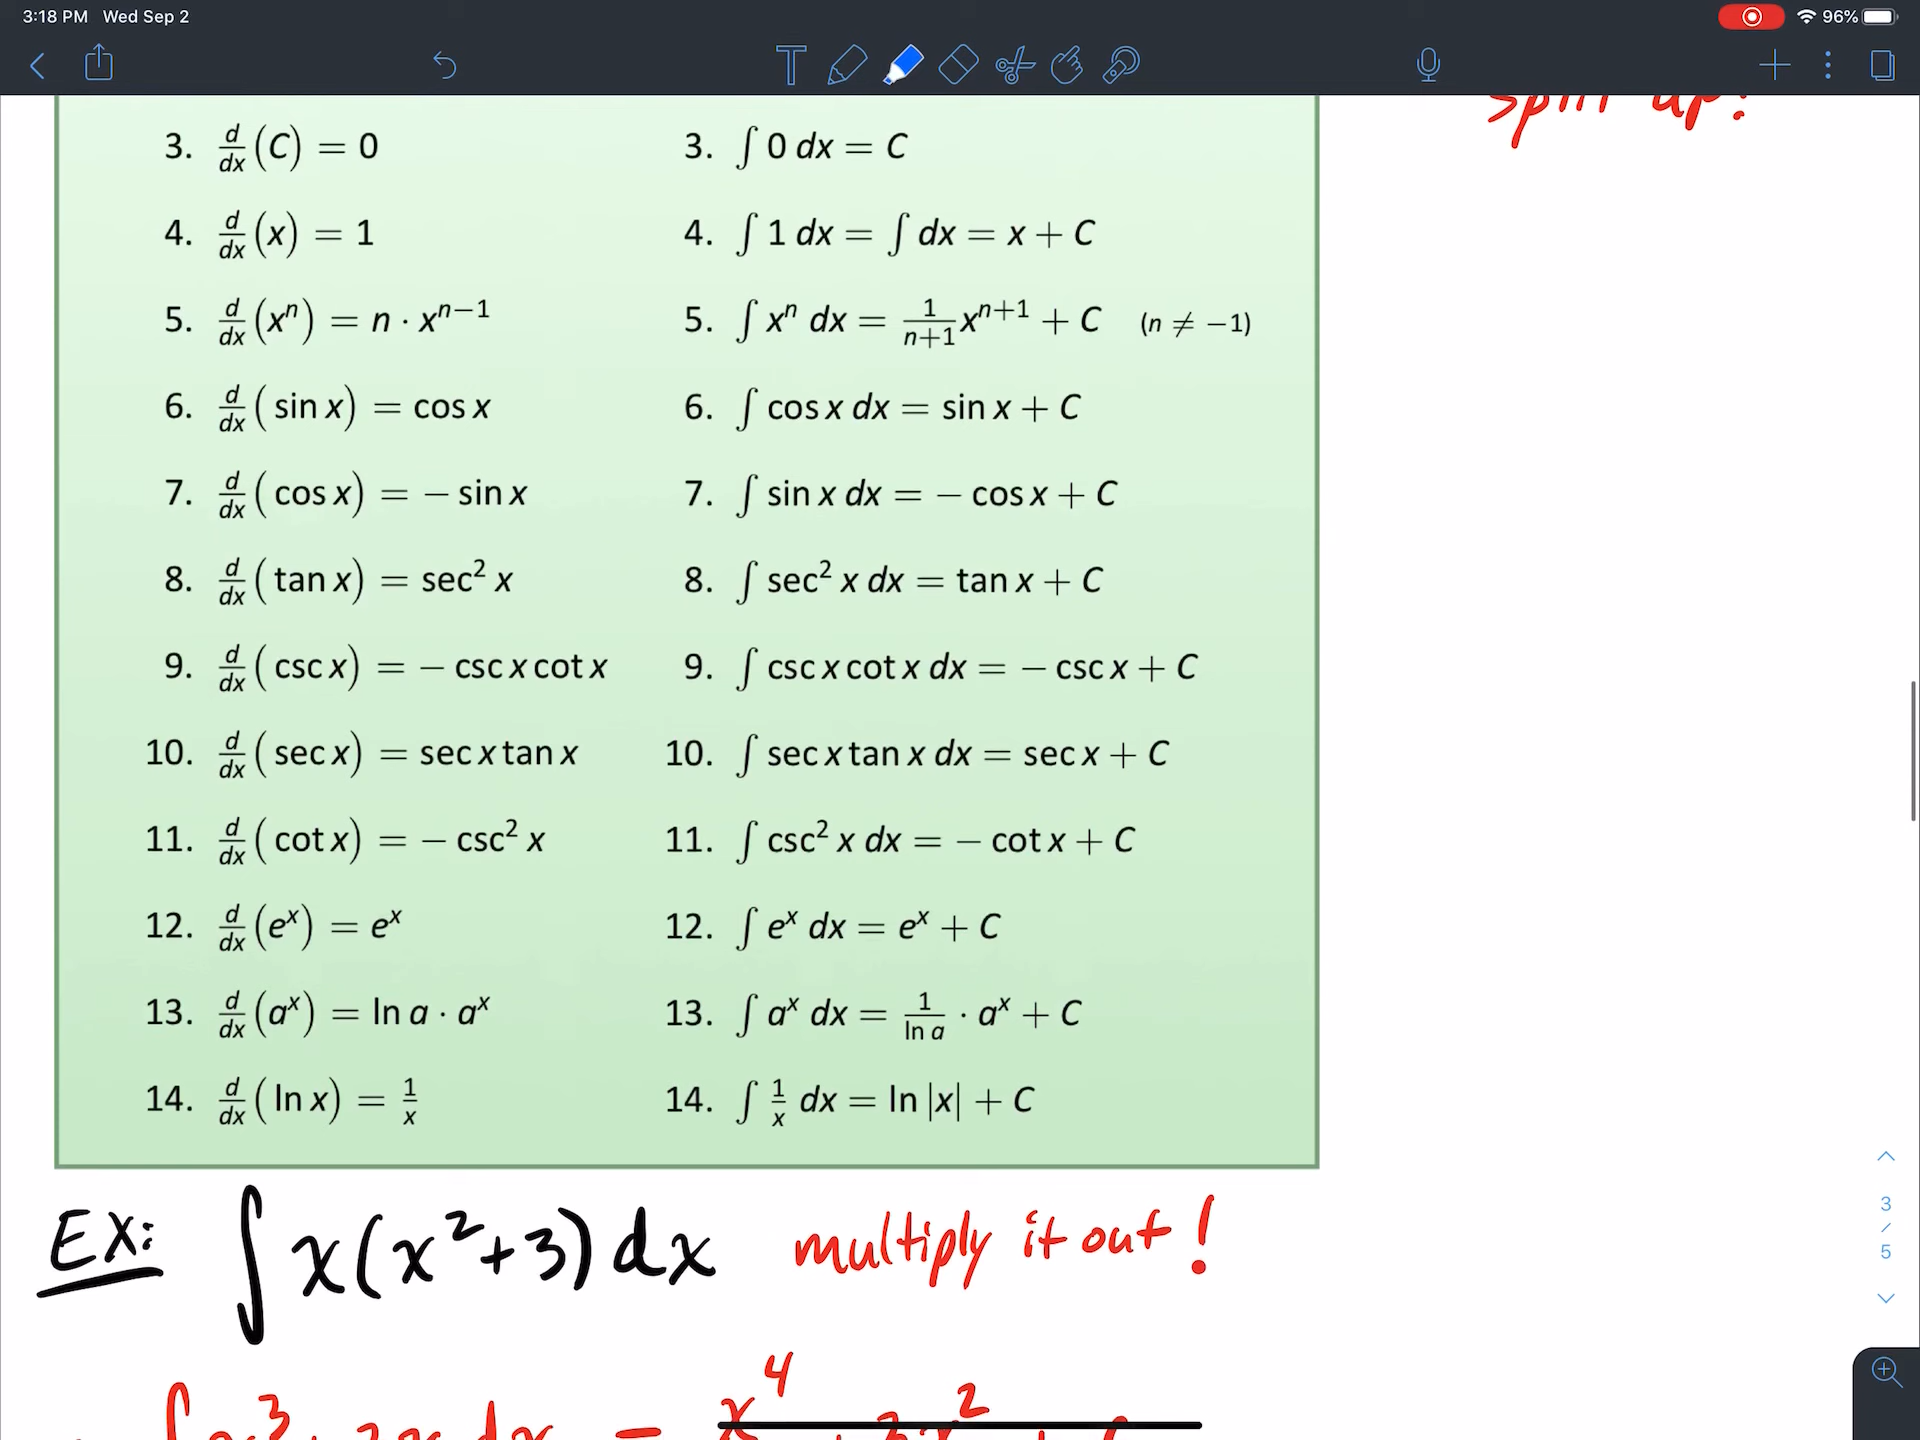 3:18 PM Wed Sep 2 96%
split up!
3. d/dx (C) = 0 3. ∫ 0 dx = C
4. d/dx (x) = 1 4. ∫ 1 dx = ∫ dx = x + C
5. d/dx (xⁿ) = n · xⁿ⁻¹ 5. ∫ xⁿ dx = 1/(n+1) xⁿ⁺¹ + C (n ≠ −1)
6. d/dx (sin x) = cos x 6. ∫ cos x dx = sin x + C
7. d/dx (cos x) = − sin x 7. ∫ sin x dx = − cos x + C
8. d/dx (tan x) = sec² x 8. ∫ sec² x dx = tan x + C
9. d/dx (csc x) = − csc x cot x 9. ∫ csc x cot x dx = − csc x + C
10. d/dx (sec x) = sec x tan x 10. ∫ sec x tan x dx = sec x + C
11. d/dx (cot x) = − csc² x 11. ∫ csc² x dx = − cot x + C
12. d/dx (eˣ) = eˣ 12. ∫ eˣ dx = eˣ + C
13. d/dx (aˣ) = ln a · aˣ 13. ∫ aˣ dx = 1/ln a · aˣ + C
14. d/dx (ln x) = 1/x 14. ∫ 1/x dx = ln |x| + C
3 / 5
EX: ∫ x(x²+3) dx multiply it out!
∫ x³ + 3x dx = x⁴